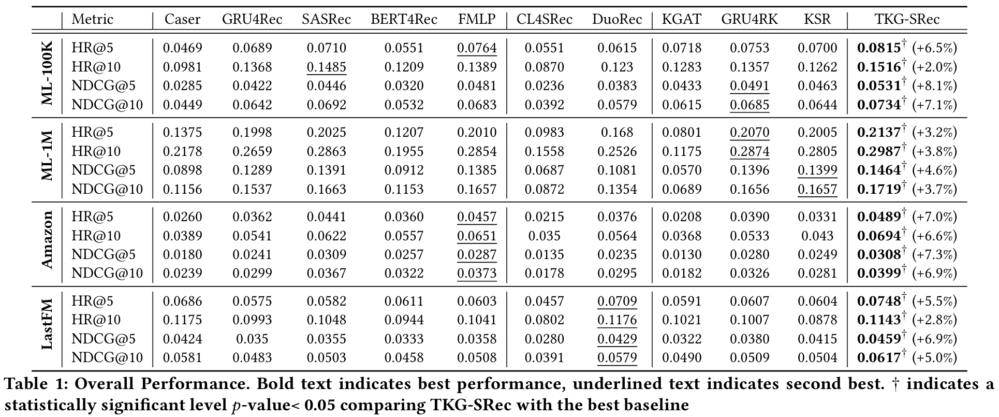 Metric Caser GRU4Rec SASRec BERT4Rec FMLP CL4SRec DuoRec KGAT GRU4RK KSR TKG-SRec
ML-100K
HR@5 0.0469 0.0689 0.0710 0.0551 0.0764 0.0551 0.0615 0.0718 0.0753 0.0700 0.0815† (+6.5%)
HR@10 0.0981 0.1368 0.1485 0.1209 0.1389 0.0870 0.123 0.1283 0.1357 0.1262 0.1516† (+2.0%)
NDCG@5 0.0285 0.0422 0.0446 0.0320 0.0481 0.0236 0.0383 0.0433 0.0491 0.0463 0.0531† (+8.1%)
NDCG@10 0.0449 0.0642 0.0692 0.0532 0.0683 0.0392 0.0579 0.0615 0.0685 0.0644 0.0734† (+7.1%)
ML-1M
HR@5 0.1375 0.1998 0.2025 0.1207 0.2010 0.0983 0.168 0.0801 0.2070 0.2005 0.2137† (+3.2%)
HR@10 0.2178 0.2659 0.2863 0.1955 0.2854 0.1558 0.2526 0.1175 0.2874 0.2805 0.2987† (+3.8%)
NDCG@5 0.0898 0.1289 0.1391 0.0912 0.1385 0.0687 0.1081 0.0570 0.1396 0.1399 0.1464† (+4.6%)
NDCG@10 0.1156 0.1537 0.1663 0.1153 0.1657 0.0872 0.1354 0.0689 0.1656 0.1657 0.1719† (+3.7%)
Amazon
HR@5 0.0260 0.0362 0.0441 0.0360 0.0457 0.0215 0.0376 0.0208 0.0390 0.0331 0.0489† (+7.0%)
HR@10 0.0389 0.0541 0.0622 0.0557 0.0651 0.035 0.0564 0.0368 0.0533 0.043 0.0694† (+6.6%)
NDCG@5 0.0180 0.0241 0.0309 0.0257 0.0287 0.0135 0.0235 0.0130 0.0280 0.0249 0.0308† (+7.3%)
NDCG@10 0.0239 0.0299 0.0367 0.0322 0.0373 0.0178 0.0295 0.0182 0.0326 0.0281 0.0399† (+6.9%)
LastFM
HR@5 0.0686 0.0575 0.0582 0.0611 0.0603 0.0457 0.0709 0.0591 0.0607 0.0604 0.0748† (+5.5%)
HR@10 0.1175 0.0993 0.1048 0.0944 0.1041 0.0802 0.1176 0.1021 0.1007 0.0878 0.1143† (+2.8%)
NDCG@5 0.0424 0.035 0.0355 0.0333 0.0358 0.0280 0.0429 0.0322 0.0380 0.0415 0.0459† (+6.9%)
NDCG@10 0.0581 0.0483 0.0503 0.0458 0.0508 0.0391 0.0579 0.0490 0.0509 0.0504 0.0617† (+5.0%)
Table 1: Overall Performance. Bold text indicates best performance, underlined text indicates second best. † indicates a
statistically significant level p-value< 0.05 comparing TKG-SRec with the best baseline